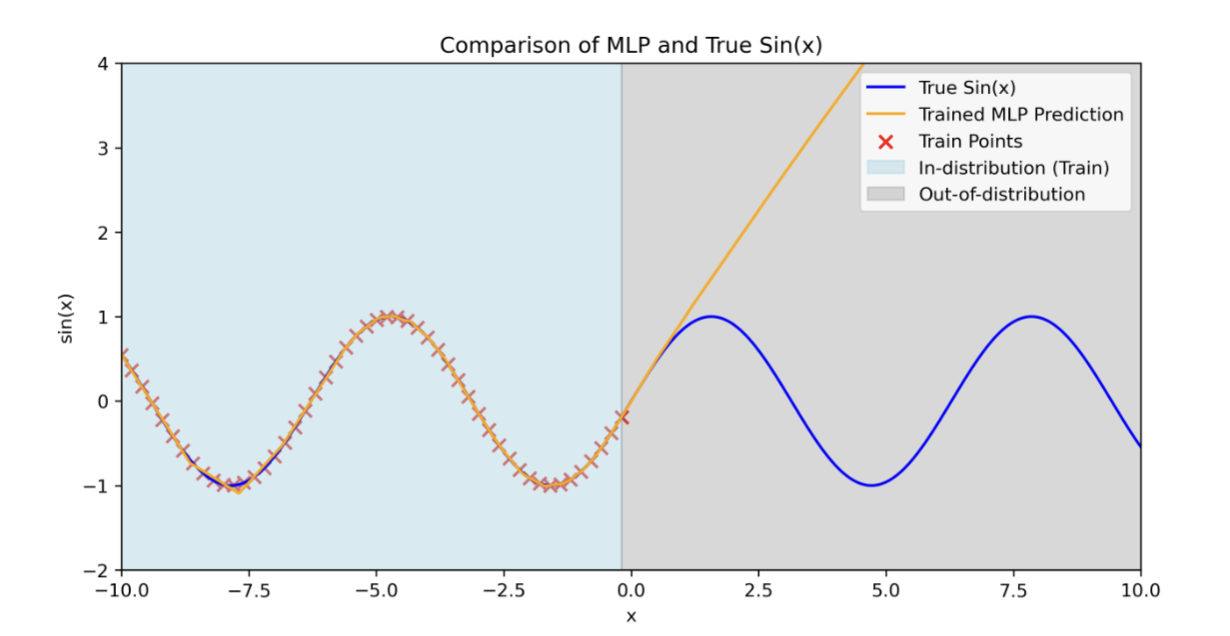 Comparison of MLP and True Sin(x)
4
3
2
1
0
−1
−2
sin(x)
True Sin(x)
Trained MLP Prediction
Train Points
In-distribution (Train)
Out-of-distribution
−10.0 −7.5 −5.0 −2.5 0.0 2.5 5.0 7.5 10.0
x